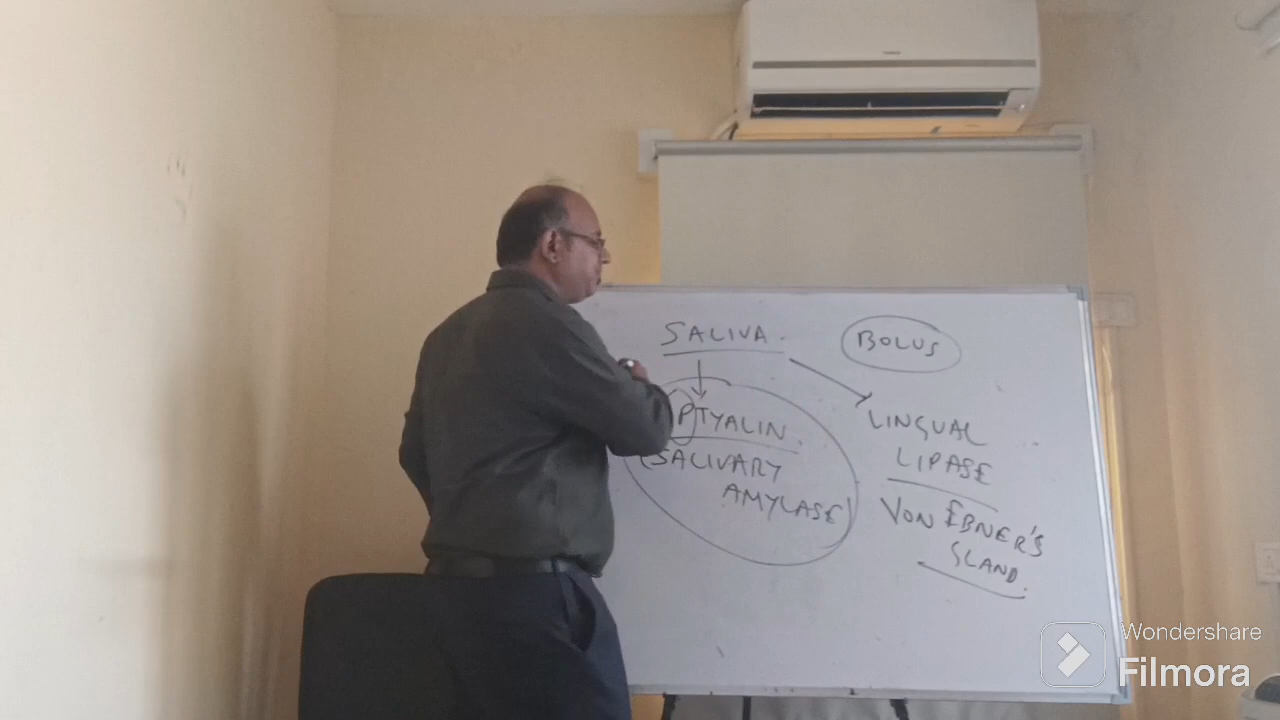 SALIVA.
BOLUS
PTYALIN.
(SALIVARY
AMYLASE)
LINGUAL
LIPASE
VON EBNER'S
GLAND.
Wondershare
Filmora